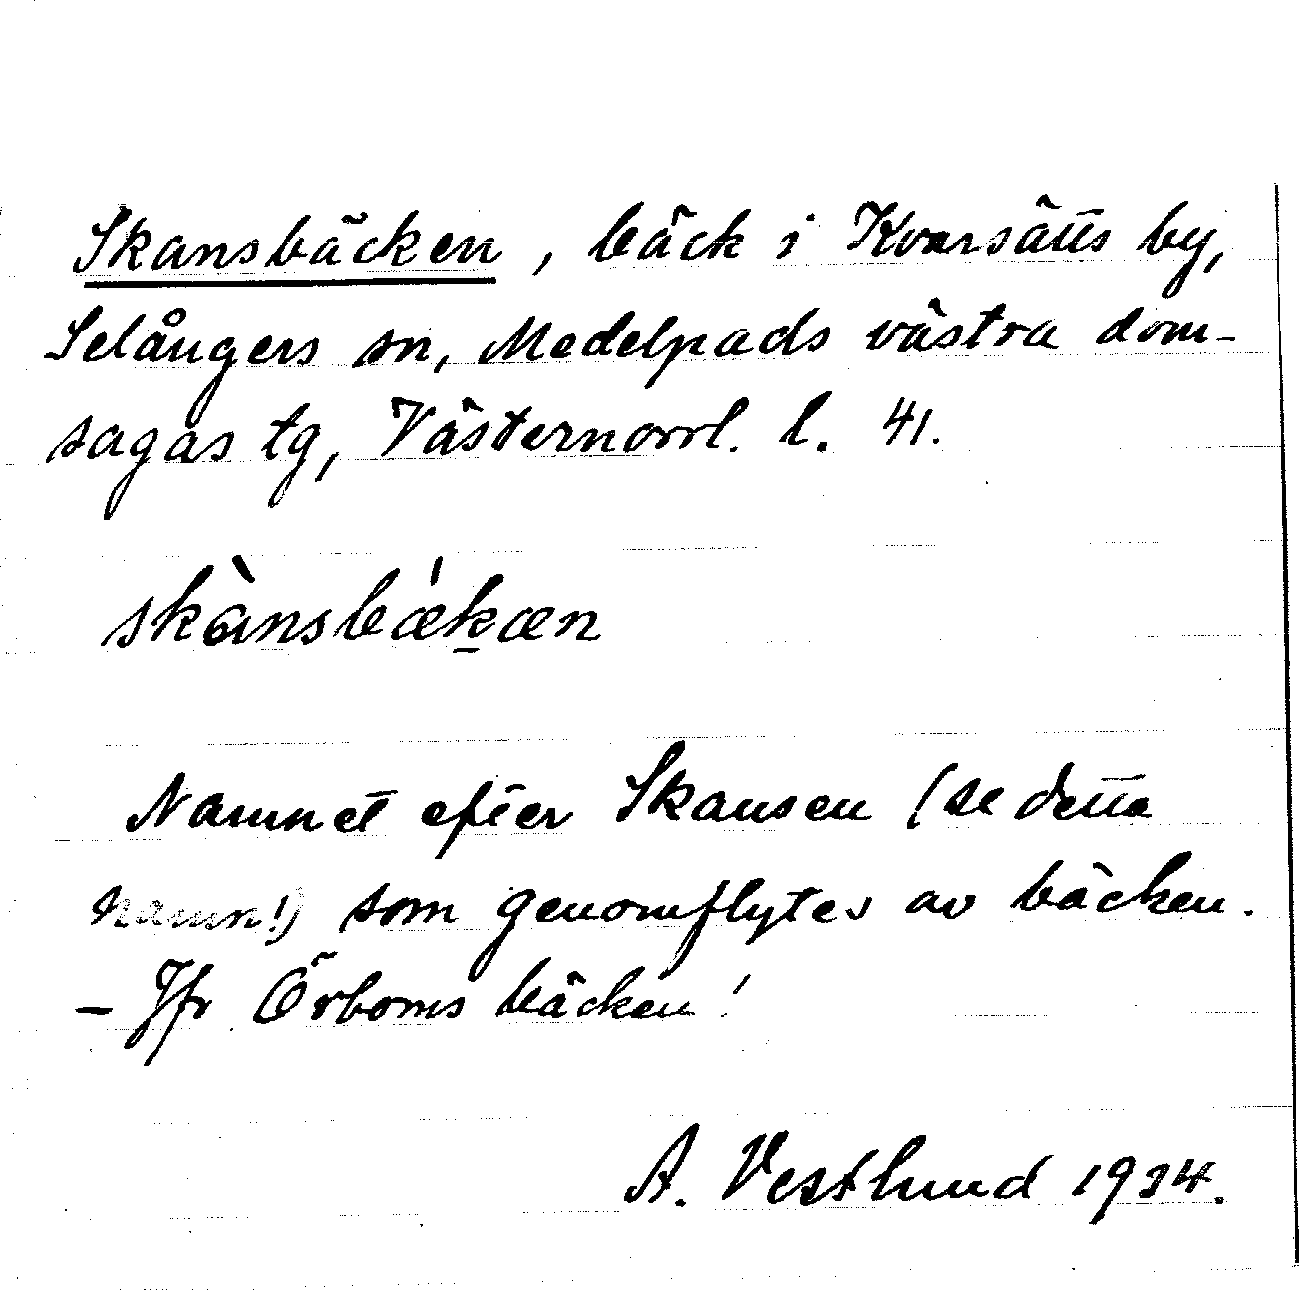 Skansbäcken, bäck i Kvarsätts by,
Selångers sn, Medelpads västra dom-
sagas tg, Västernorrl. l. 41.
skànsbǽkæn
Namnet efter Skansen (se detta
namn!) som genomflytes av bäcken.
– Jfr Örboms bäcken!
A. Vestlund 1934.